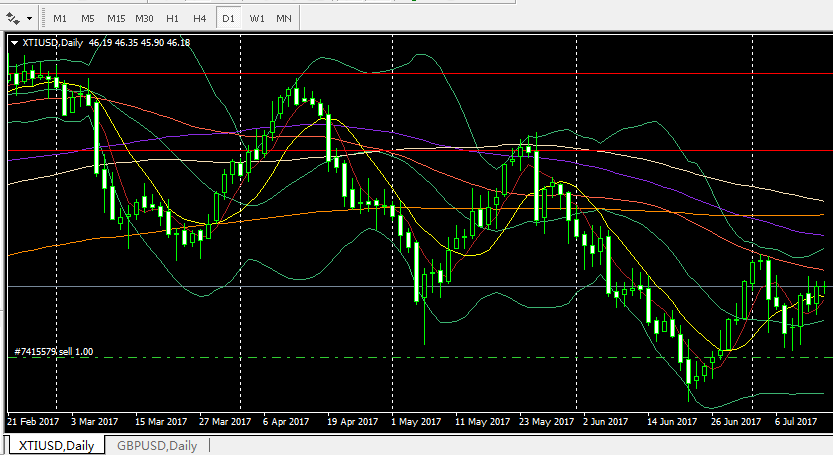 M1 M5 M15 M30 H1 H4 D1 W1 MN
XTIUSD,Daily 46.19 46.35 45.90 46.18
#7415579 sell 1.00
21 Feb 2017 3 Mar 2017 15 Mar 2017 27 Mar 2017 6 Apr 2017 19 Apr 2017 1 May 2017 11 May 2017 23 May 2017 2 Jun 2017 14 Jun 2017 26 Jun 2017 6 Jul 2017
XTIUSD,Daily GBPUSD,Daily